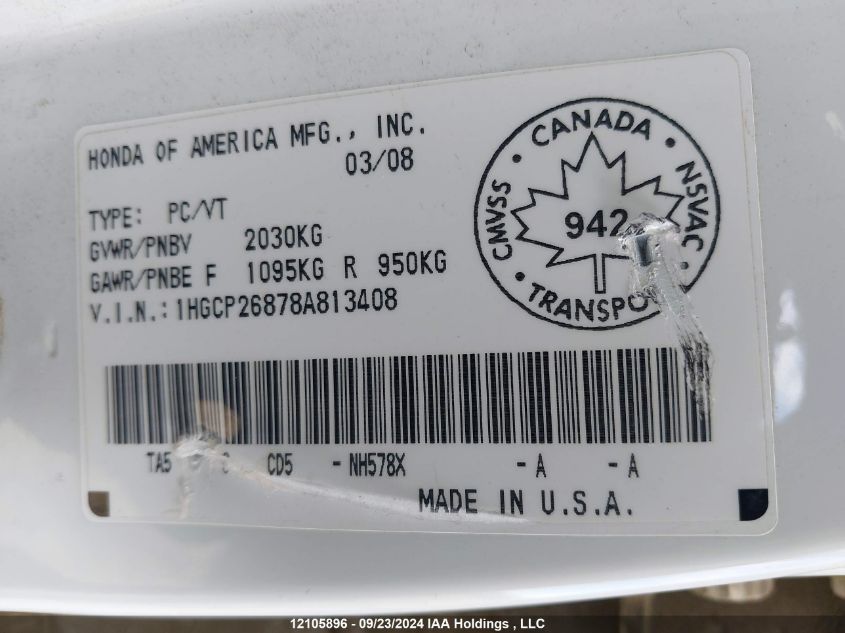 HONDA OF AMERICA MFG., INC.
03/08
TYPE: PC/VT
GVWR/PNBV 2030KG
GAWR/PNBE F 1095KG R 950KG
V.I.N.: 1HGCP26878A813408
CANADA
CMVSS
NSVAC
942
MADE IN U.S.A.
CD5 - NH578X - A - A
12105896 - 09/23/2024 IAA Holdings , LLC